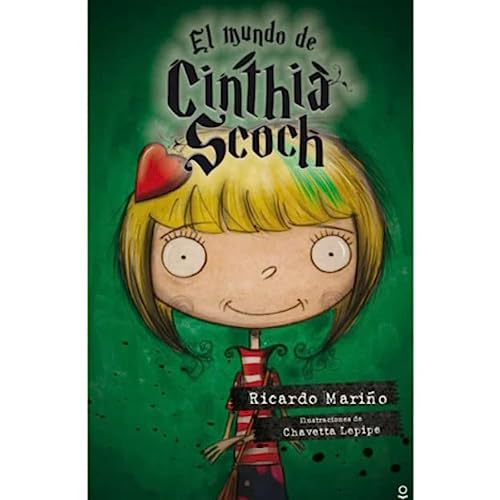 El mundo de
Cinthia
Scoch
Ricardo Mariño
Ilustraciones de
Chavetta Lepipe